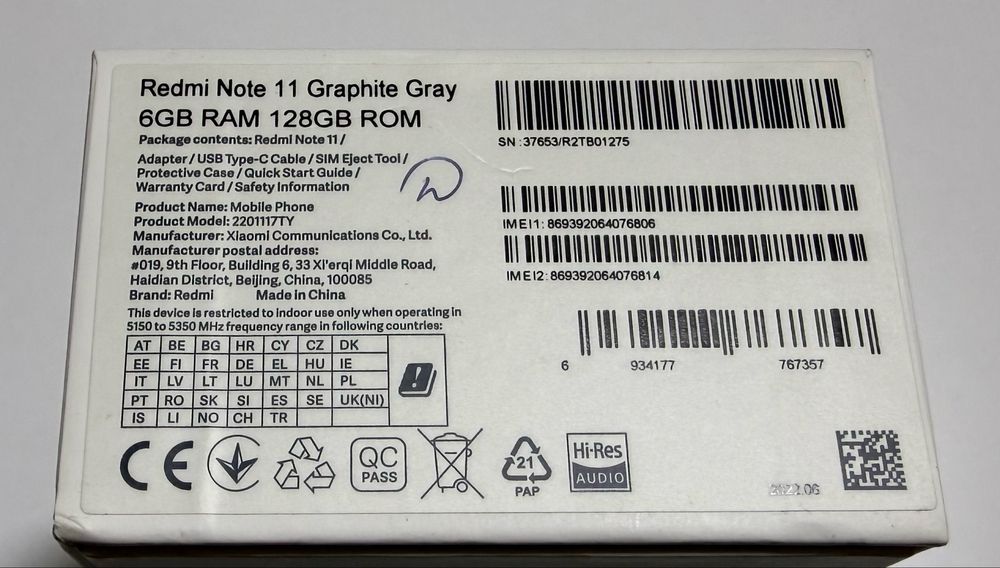 Redmi Note 11 Graphite Gray
6GB RAM 128GB ROM
Package contents: Redmi Note 11 /
Adapter / USB Type-C Cable / SIM Eject Tool /
Protective Case / Quick Start Guide /
Warranty Card / Safety Information
Product Name: Mobile Phone
Product Model: 2201117TY
Manufacturer: Xiaomi Communications Co., Ltd.
Manufacturer postal address:
#019, 9th Floor, Building 6, 33 Xi'erqi Middle Road,
Haidian District, Beijing, China, 100085
Brand: Redmi Made in China
This device is restricted to indoor use only when operating in
5150 to 5350 MHz frequency range in following countries:
AT BE BG HR CY CZ DK
EE FI FR DE EL HU IE
IT LV LT LU MT NL PL
PT RO SK SI ES SE UK(NI)
IS LI NO CH TR
SN: 37653/R2TB01275
IMEI1: 869392064076806
IMEI2: 869392064076814
6 934177 767357
CE
QC
PASS
21
PAP
Hi-Res
AUDIO
2022.06